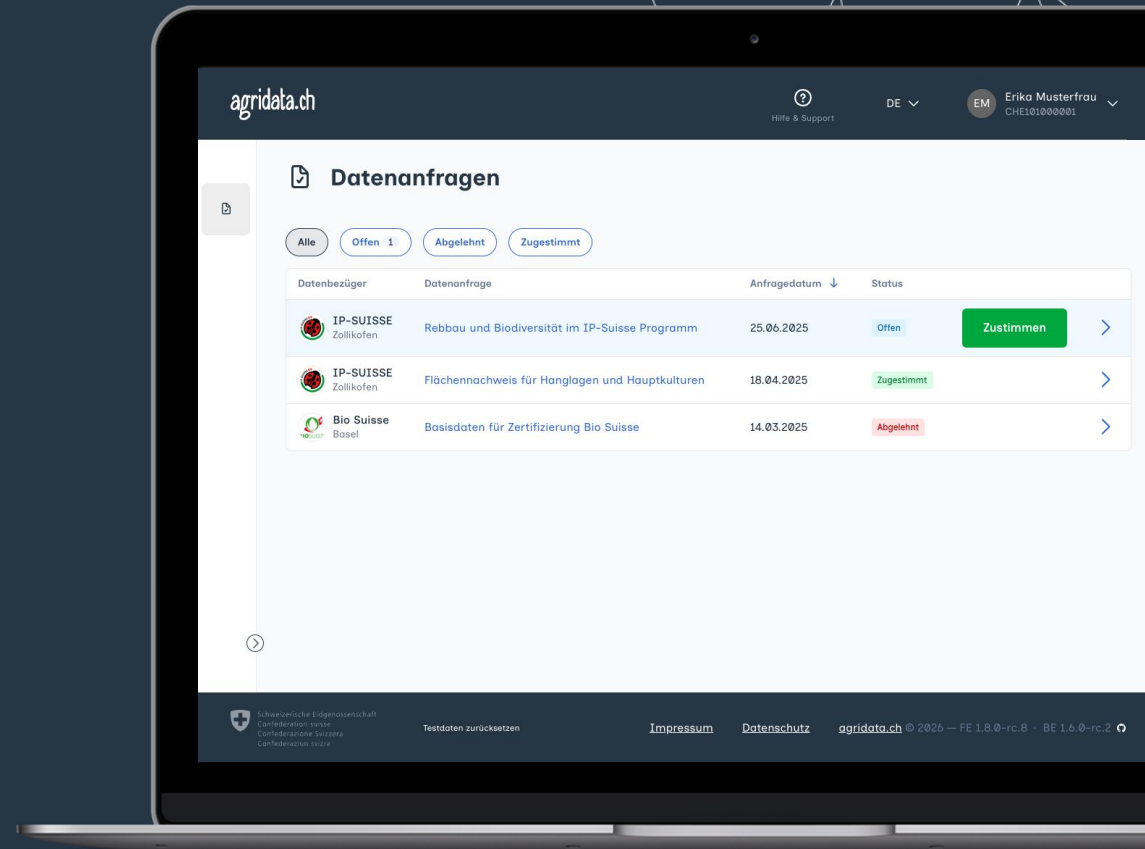 agridata.ch
Hilfe & Support
DE
EM
Erika Musterfrau
CHE101000001
Datenanfragen
Alle
Offen 1
Abgelehnt
Zugestimmt
Datenbezüger Datenanfrage Anfragedatum Status
IP-SUISSE
Zollikofen
Rebbau und Biodiversität im IP-Suisse Programm
25.06.2025
Offen
Zustimmen
IP-SUISSE
Zollikofen
Flächennachweis für Hanglagen und Hauptkulturen
18.04.2025
Zugestimmt
Bio Suisse
Basel
Basisdaten für Zertifizierung Bio Suisse
14.03.2025
Abgelehnt
Schweizerische Eidgenossenschaft
Confédération suisse
Confederazione Svizzera
Confederaziun svizra
Testdaten zurücksetzen
Impressum
Datenschutz
agridata.ch © 2026 — FE 1.8.0-rc.8 · BE 1.6.0-rc.2